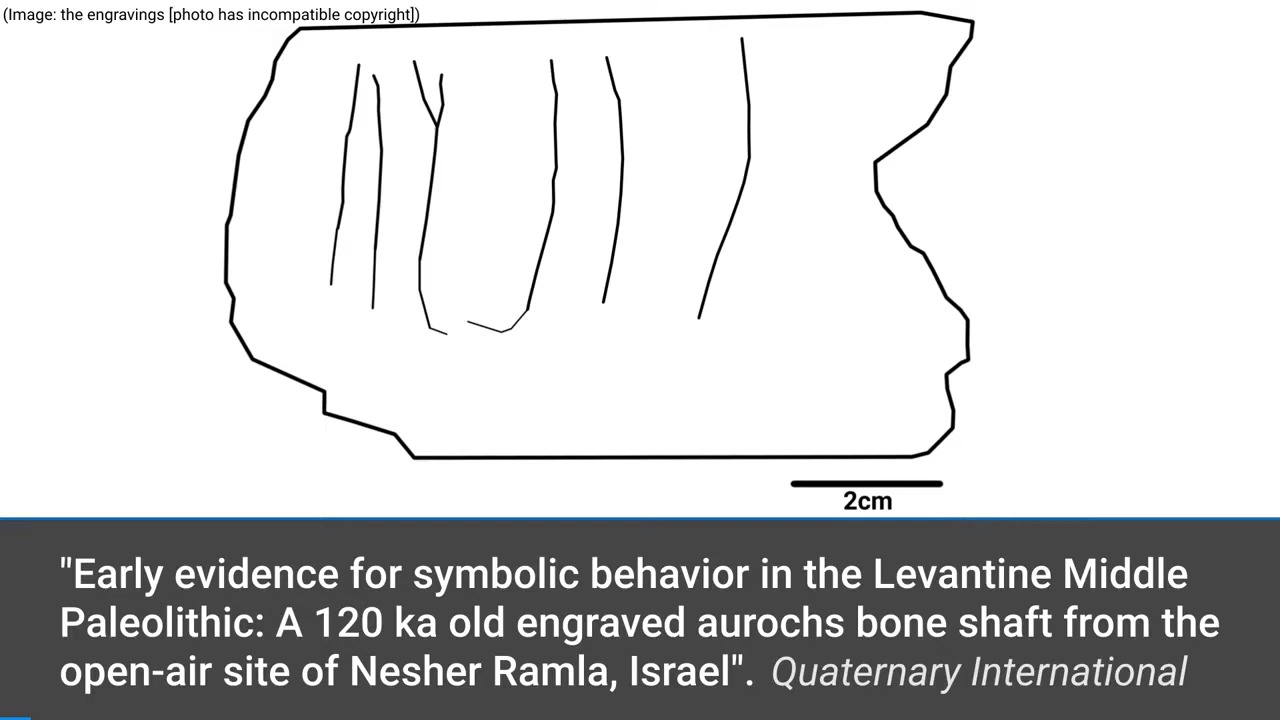 (Image: the engravings [photo has incompatible copyright])
2cm
"Early evidence for symbolic behavior in the Levantine Middle
Paleolithic: A 120 ka old engraved aurochs bone shaft from the
open-air site of Nesher Ramla, Israel". Quaternary International